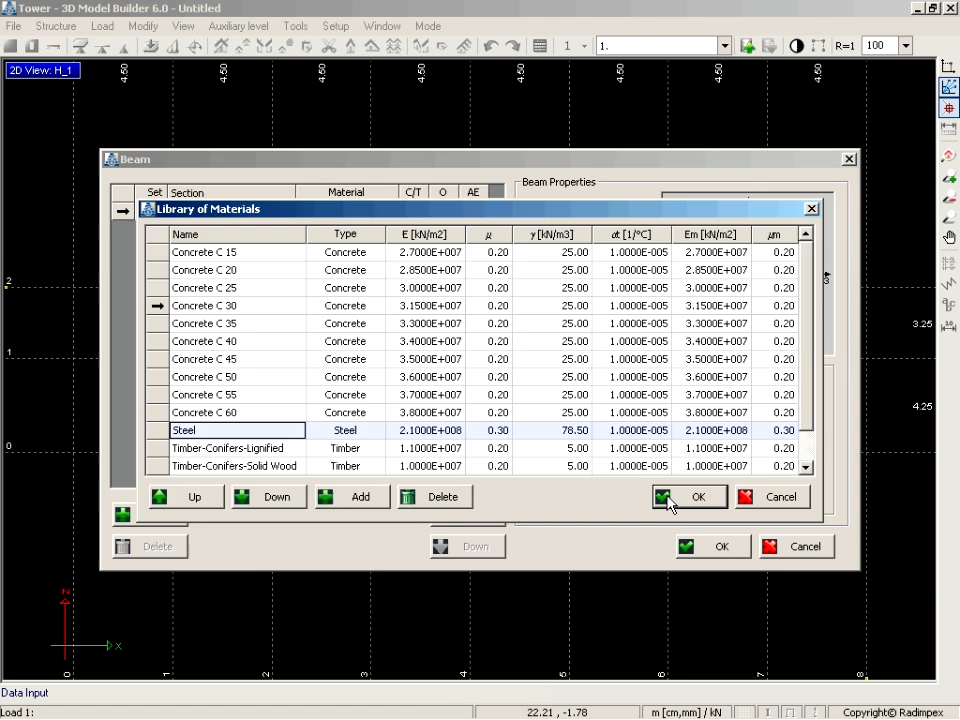 Tower - 3D Model Builder 6.0 - Untitled
File Structure Load Modify View Auxiliary level Tools Setup Window Mode
1 1. R=1 100
2D View: H_1
4.50 4.50 4.50 4.50 4.50 4.50 4.50 4.50
Beam
Set Section Material C/T O AE
Beam Properties
Library of Materials
Name Type E [kN/m2] μ γ [kN/m3] αt [1/°C] Em [kN/m2] μm
Concrete C 15 Concrete 2.7000E+007 0.20 25.00 1.0000E-005 2.7000E+007 0.20
Concrete C 20 Concrete 2.8500E+007 0.20 25.00 1.0000E-005 2.8500E+007 0.20
Concrete C 25 Concrete 3.0000E+007 0.20 25.00 1.0000E-005 3.0000E+007 0.20
Concrete C 30 Concrete 3.1500E+007 0.20 25.00 1.0000E-005 3.1500E+007 0.20
Concrete C 35 Concrete 3.3000E+007 0.20 25.00 1.0000E-005 3.3000E+007 0.20
Concrete C 40 Concrete 3.4000E+007 0.20 25.00 1.0000E-005 3.4000E+007 0.20
Concrete C 45 Concrete 3.5000E+007 0.20 25.00 1.0000E-005 3.5000E+007 0.20
Concrete C 50 Concrete 3.6000E+007 0.20 25.00 1.0000E-005 3.6000E+007 0.20
Concrete C 55 Concrete 3.7000E+007 0.20 25.00 1.0000E-005 3.7000E+007 0.20
Concrete C 60 Concrete 3.8000E+007 0.20 25.00 1.0000E-005 3.8000E+007 0.20
Steel Steel 2.1000E+008 0.30 78.50 1.0000E-005 2.1000E+008 0.30
Timber-Conifers-Lignified Timber 1.1000E+007 0.20 5.00 1.0000E-005 1.1000E+007 0.20
Timber-Conifers-Solid Wood Timber 1.0000E+007 0.20 5.00 1.0000E-005 1.0000E+007 0.20
Up Down Add Delete OK Cancel
Delete Down OK Cancel
2
1
0
3
3.25
4.25
Z
X
0 1 2 3 4 5 6 7 8
Data Input
Load 1: 22.21 , -1.78 m [cm,mm] / kN Copyright© Radimpex